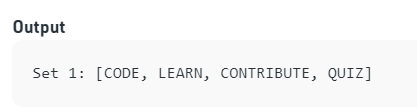 Output
Set 1: [CODE, LEARN, CONTRIBUTE, QUIZ]